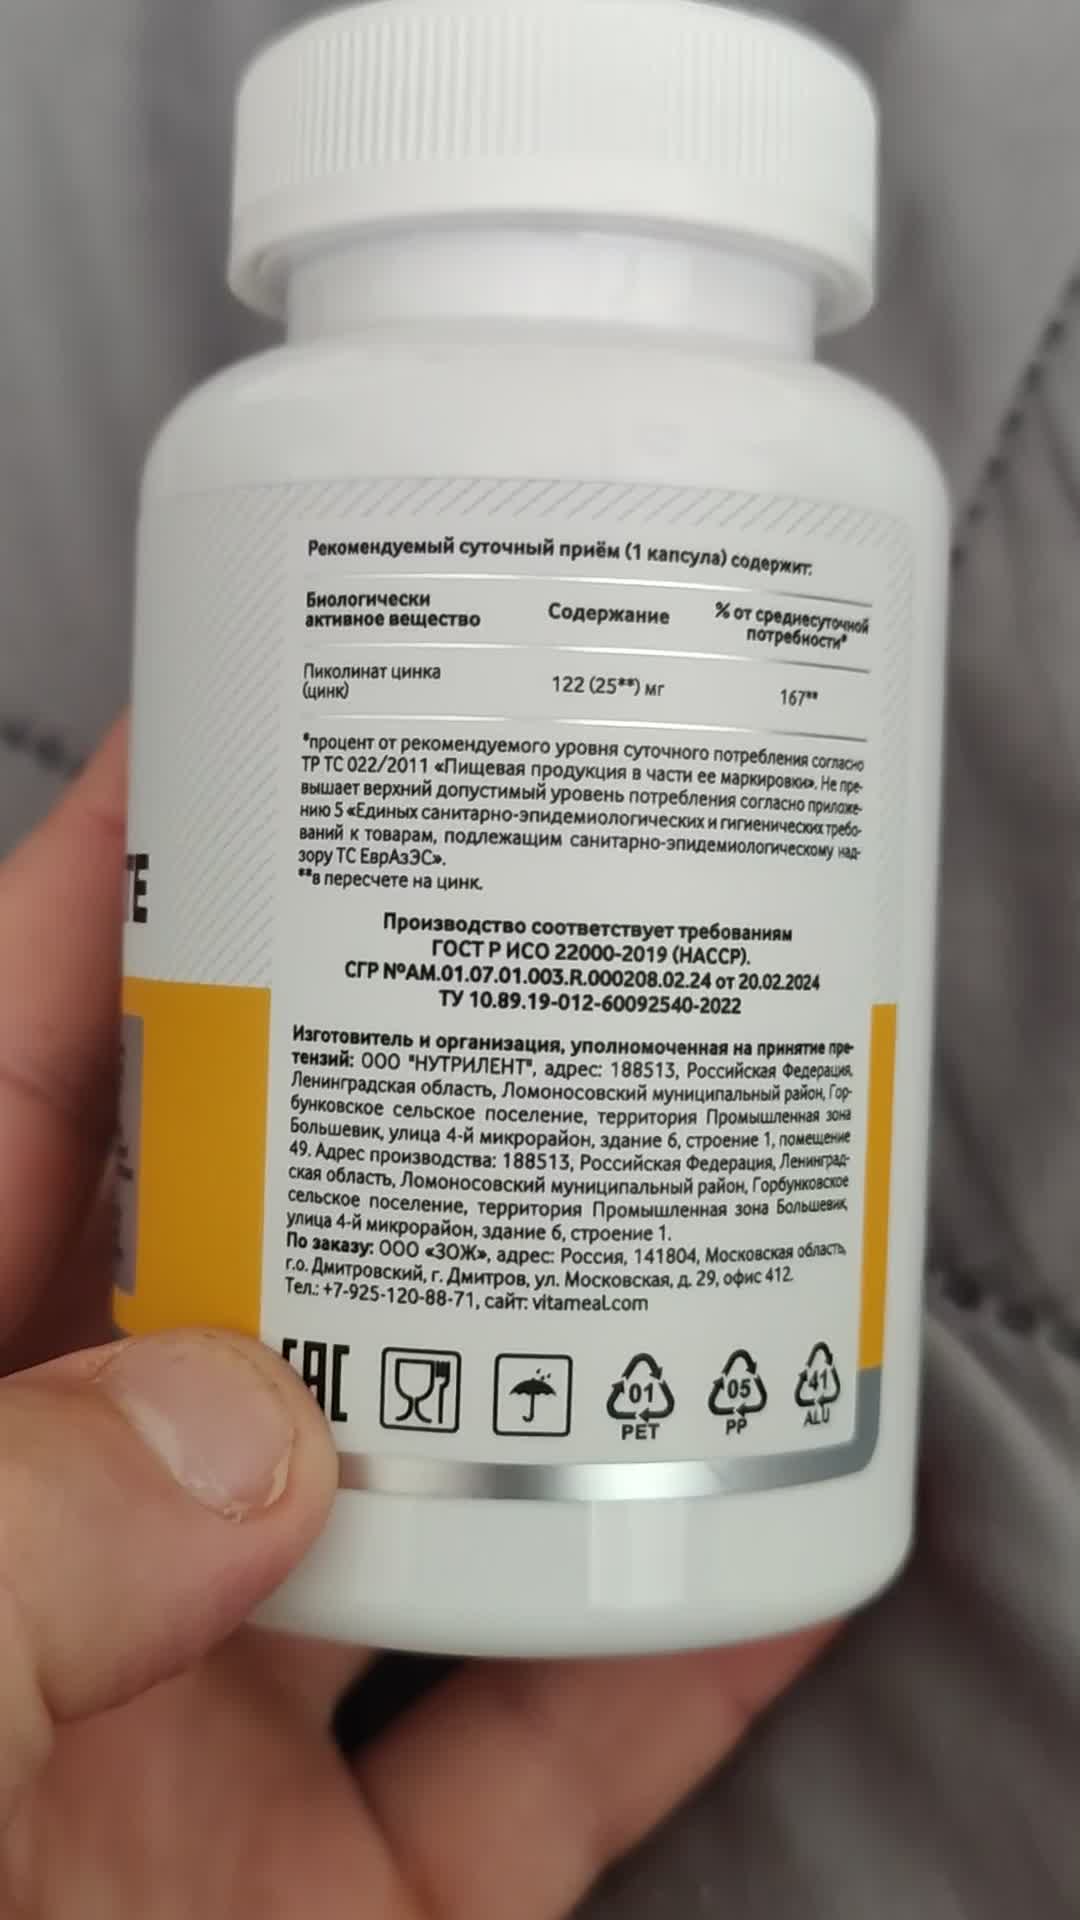 Рекомендуемый суточный приём (1 капсула) содержит:
Биологически активное вещество Содержание % от среднесуточной потребности*
Пиколинат цинка (цинк) 122 (25**) мг 167**
*процент от рекомендуемого уровня суточного потребления согласно
ТР ТС 022/2011 «Пищевая продукция в части ее маркировки». Не пре-
вышает верхний допустимый уровень потребления согласно приложе-
нию 5 «Единых санитарно-эпидемиологических и гигиенических требо-
ваний к товарам, подлежащим санитарно-эпидемиологическому над-
зору ТС ЕврАзЭС».
**в пересчете на цинк.
TE
Производство соответствует требованиям
ГОСТ Р ИСО 22000-2019 (HACCP).
СГР №AM.01.07.01.003.R.000208.02.24 от 20.02.2024
ТУ 10.89.19-012-60092540-2022
Изготовитель и организация, уполномоченная на принятие пре-
тензий: ООО "НУТРИЛЕНТ", адрес: 188513, Российская Федерация,
Ленинградская область, Ломоносовский муниципальный район, Гор-
бунковское сельское поселение, территория Промышленная зона
Большевик, улица 4-й микрорайон, здание 6, строение 1, помещение
49. Адрес производства: 188513, Российская Федерация, Ленинград-
ская область, Ломоносовский муниципальный район, Горбунковское
сельское поселение, территория Промышленная зона Большевик,
улица 4-й микрорайон, здание 6, строение 1.
По заказу: ООО «ЗОЖ», адрес: Россия, 141804, Московская область,
г.о. Дмитровский, г. Дмитров, ул. Московская, д. 29, офис 412.
Тел.: +7-925-120-88-71, сайт: vitameal.com
EAC
01 05 41
PET PP ALU